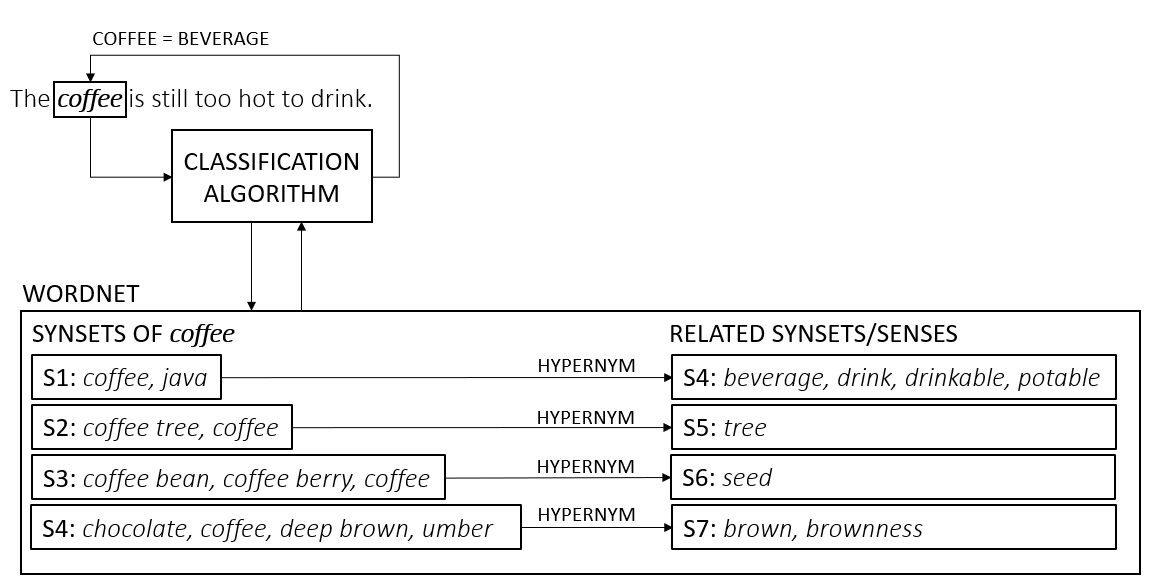 COFFEE = BEVERAGE
The coffee is still too hot to drink.
CLASSIFICATION
ALGORITHM
WORDNET
SYNSETS OF coffee
RELATED SYNSETS/SENSES
S1: coffee, java
HYPERNYM
S4: beverage, drink, drinkable, potable
S2: coffee tree, coffee
HYPERNYM
S5: tree
S3: coffee bean, coffee berry, coffee
HYPERNYM
S6: seed
S4: chocolate, coffee, deep brown, umber
HYPERNYM
S7: brown, brownness